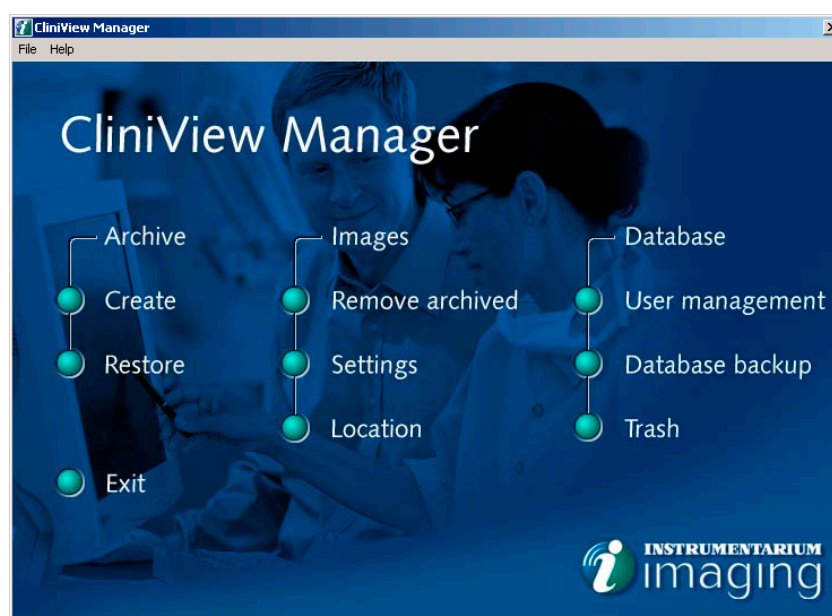 CliniView Manager
File Help
CliniView Manager
Archive
Create
Restore
Images
Remove archived
Settings
Location
Database
User management
Database backup
Trash
Exit
INSTRUMENTARIUM
imaging